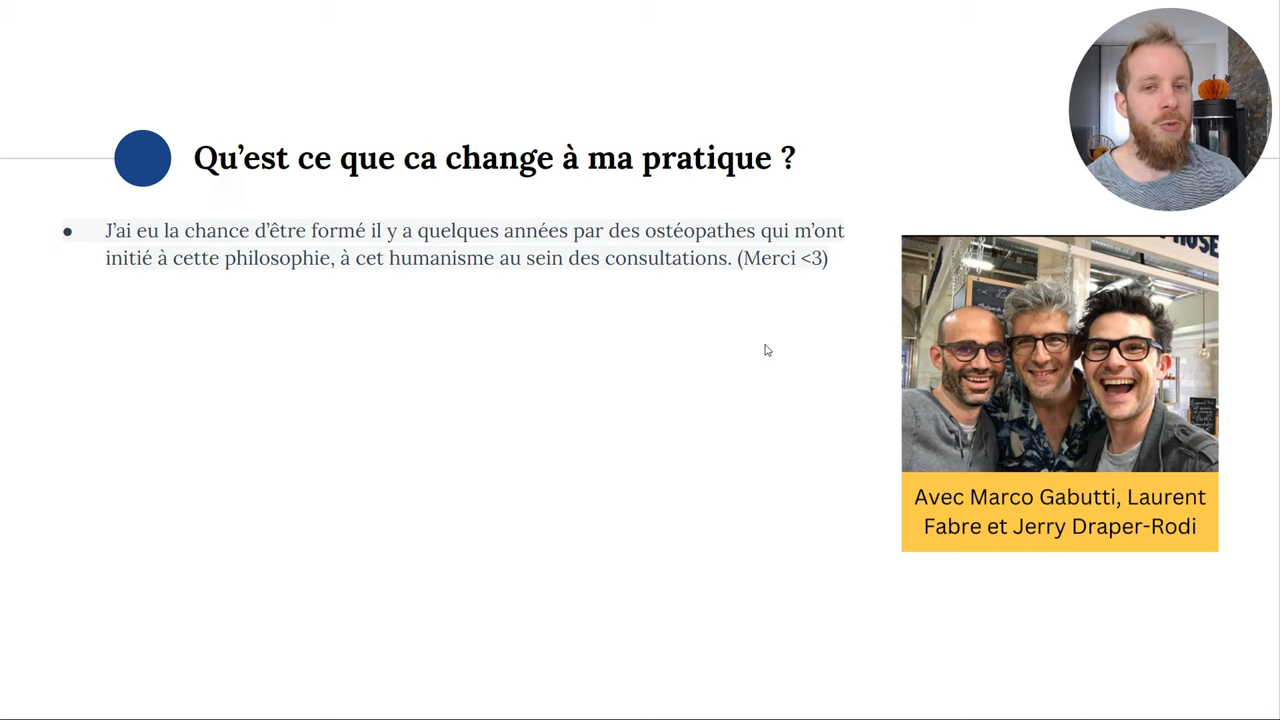 Qu’est ce que ca change à ma pratique ?
● J’ai eu la chance d’être formé il y a quelques années par des ostéopathes qui m’ont
initié à cette philosophie, à cet humanisme au sein des consultations. (Merci <3)
Avec Marco Gabutti, Laurent
Fabre et Jerry Draper-Rodi